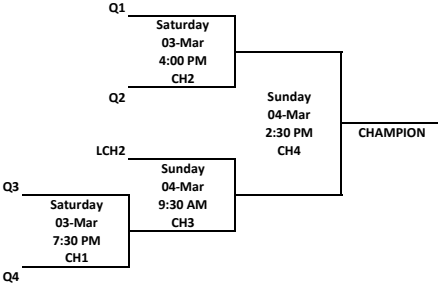 Q1
Saturday
03-Mar
4:00 PM
CH2
Q2
Sunday
04-Mar
2:30 PM
CH4
CHAMPION
LCH2
Sunday
04-Mar
9:30 AM
CH3
Q3
Saturday
03-Mar
7:30 PM
CH1
Q4